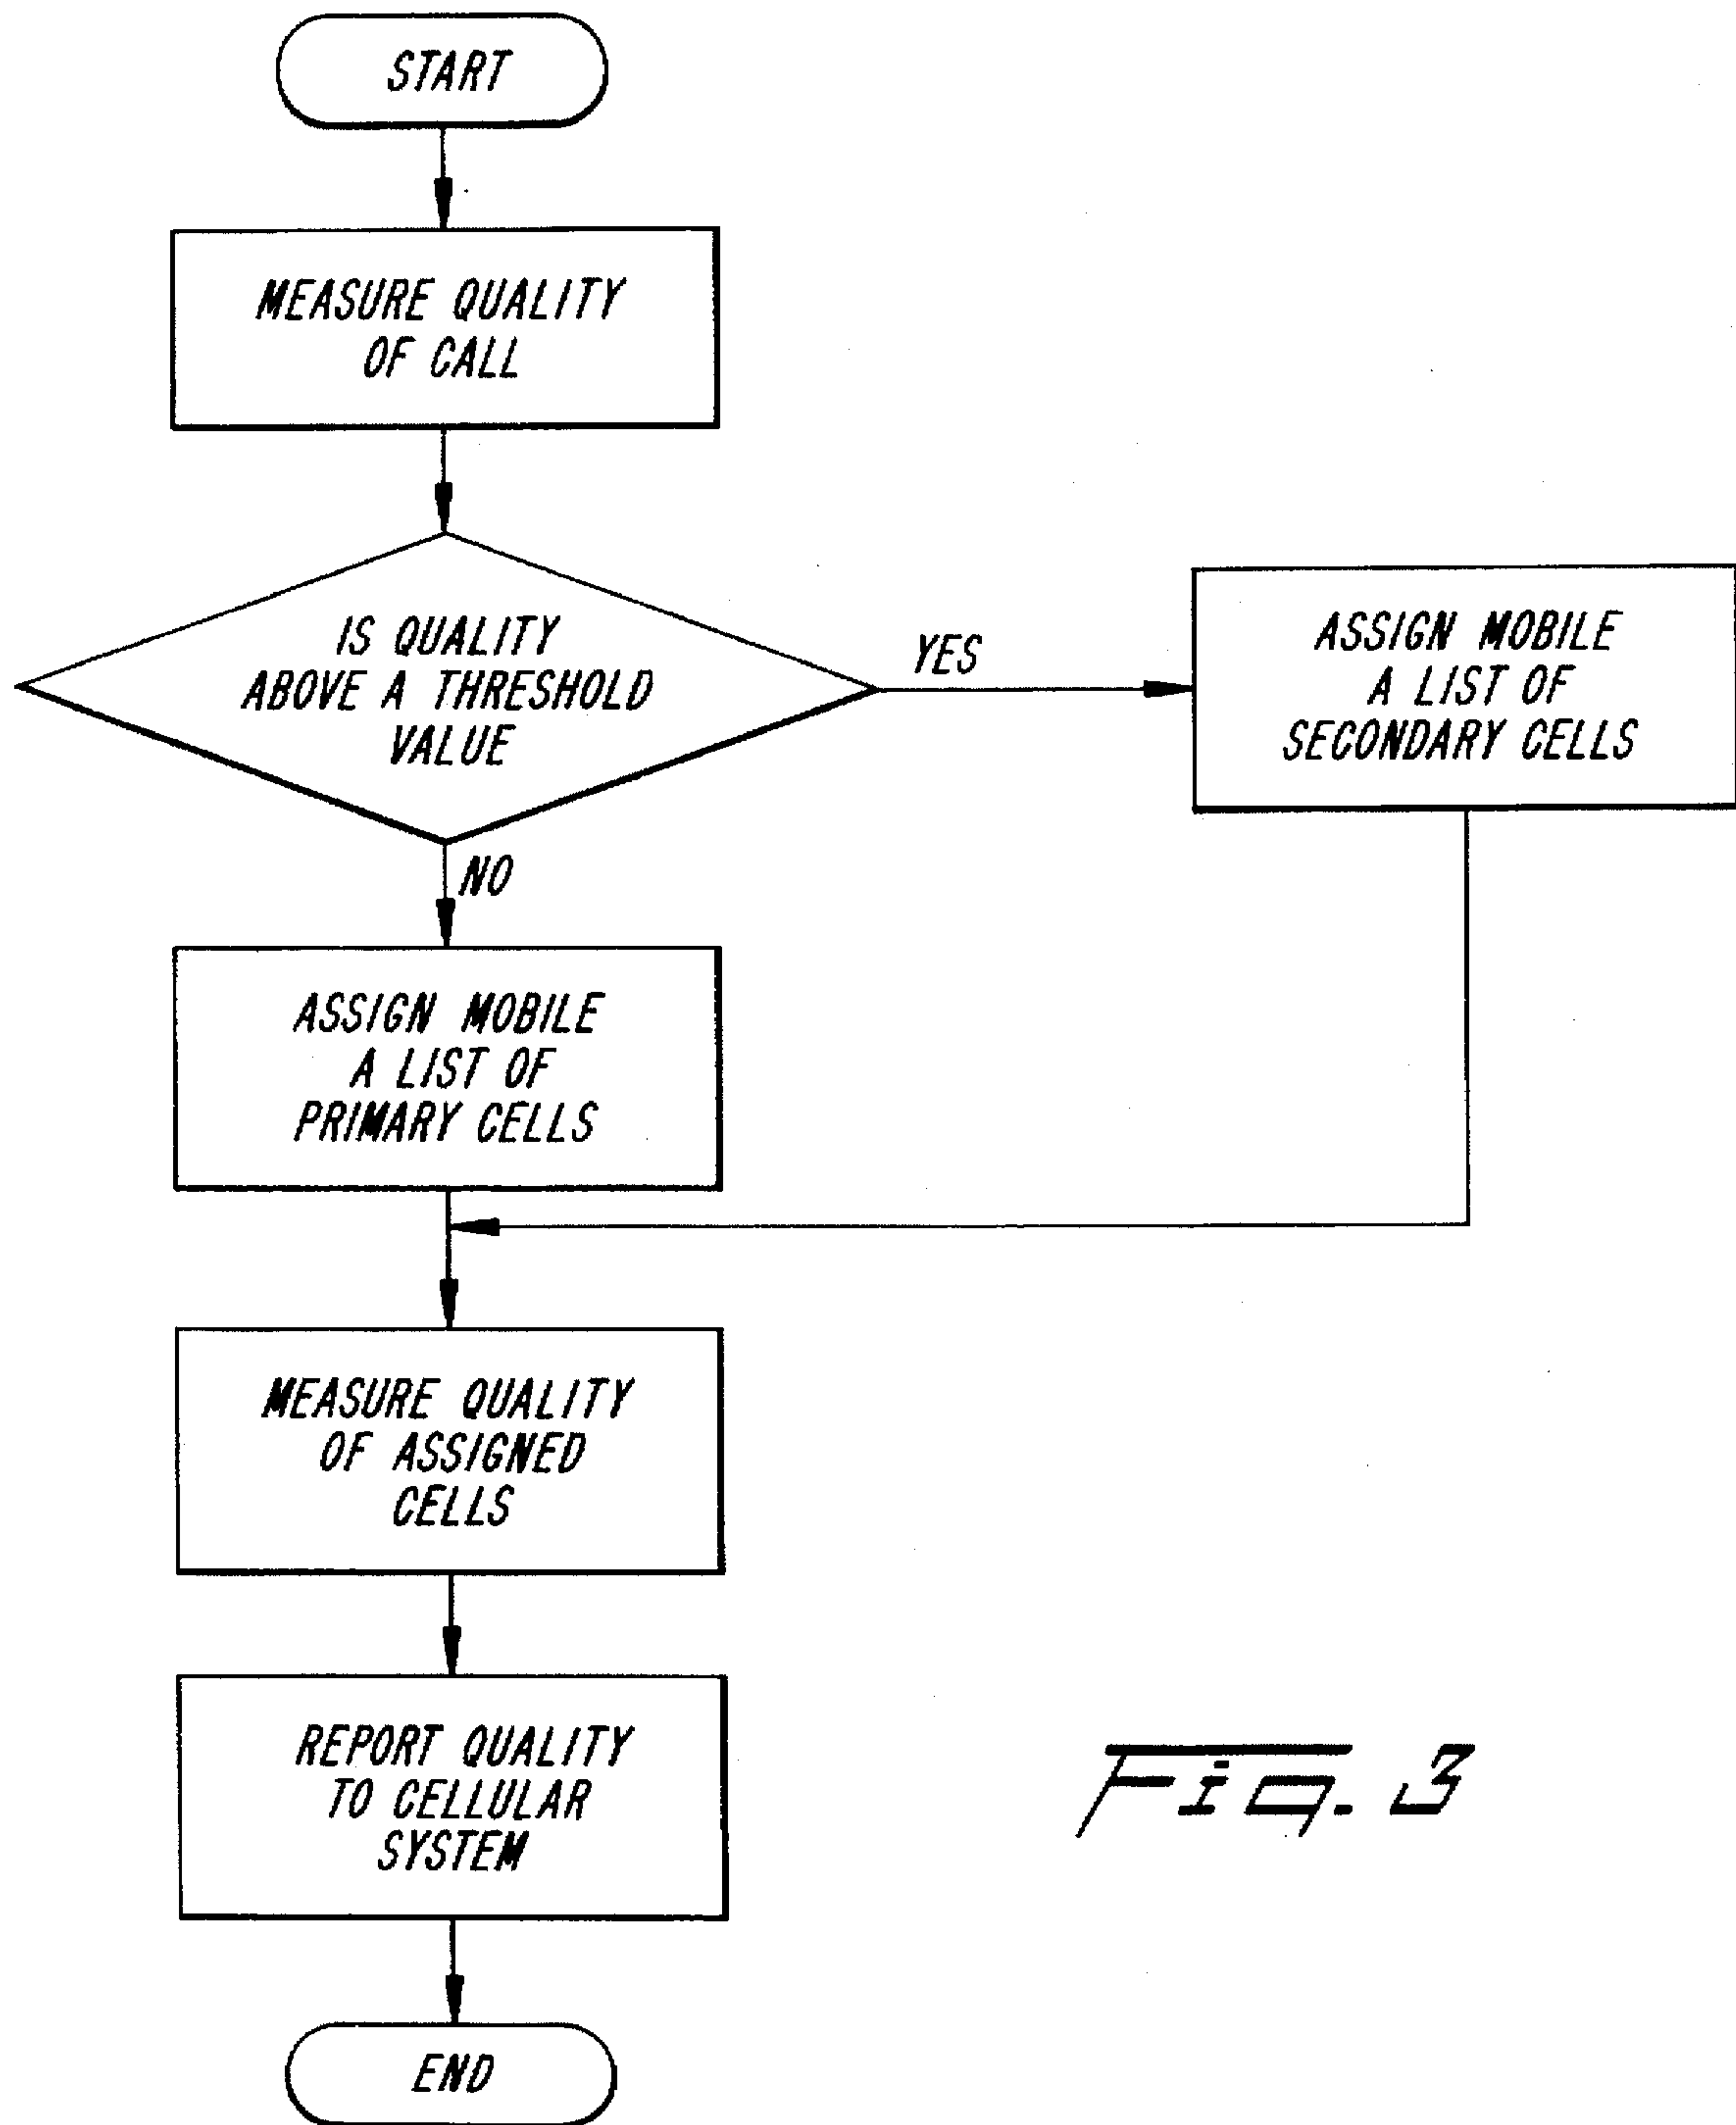 START
MEASURE QUALITY
OF CALL
IS QUALITY
ABOVE A THRESHOLD
VALUE
YES
ASSIGN MOBILE
A LIST OF
SECONDARY CELLS
NO
ASSIGN MOBILE
A LIST OF
PRIMARY CELLS
MEASURE QUALITY
OF ASSIGNED
CELLS
REPORT QUALITY
TO CELLULAR
SYSTEM
END
Fig. 3